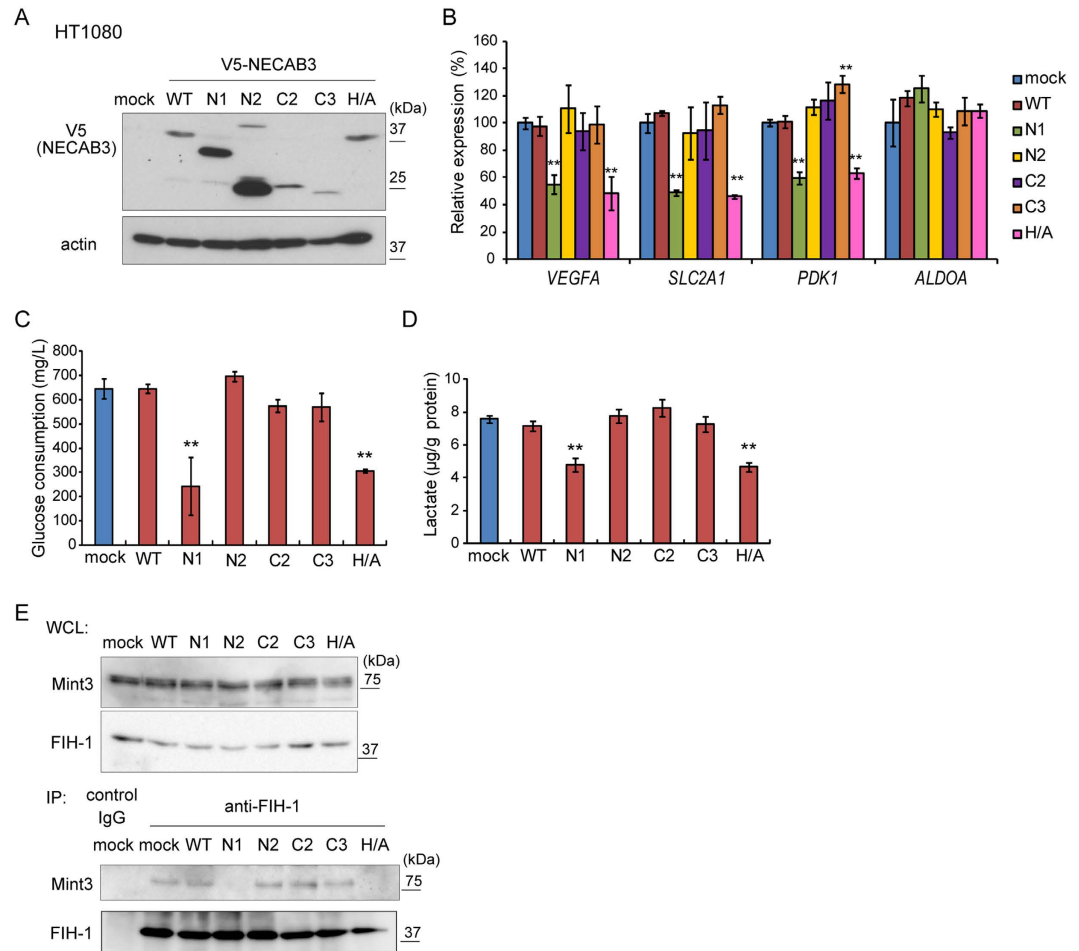 A
HT1080
V5-NECAB3
mock WT N1 N2 C2 C3 H/A
(kDa)
V5
(NECAB3)
37
25
actin
37
B
Relative expression (%)
160
140
120
100
80
60
40
20
0
** ** ** ** ** ** **
VEGFA SLC2A1 PDK1 ALDOA
mock
WT
N1
N2
C2
C3
H/A
C
Glucose consumption (mg/L)
800
700
600
500
400
300
200
100
0
** **
mock WT N1 N2 C2 C3 H/A
D
Lactate (µg/g protein)
10
8
6
4
2
0
** **
mock WT N1 N2 C2 C3 H/A
E
WCL:
mock WT N1 N2 C2 C3 H/A
(kDa)
Mint3
75
FIH-1
37
IP: control
IgG
anti-FIH-1
mock mock WT N1 N2 C2 C3 H/A
(kDa)
Mint3
75
FIH-1
37